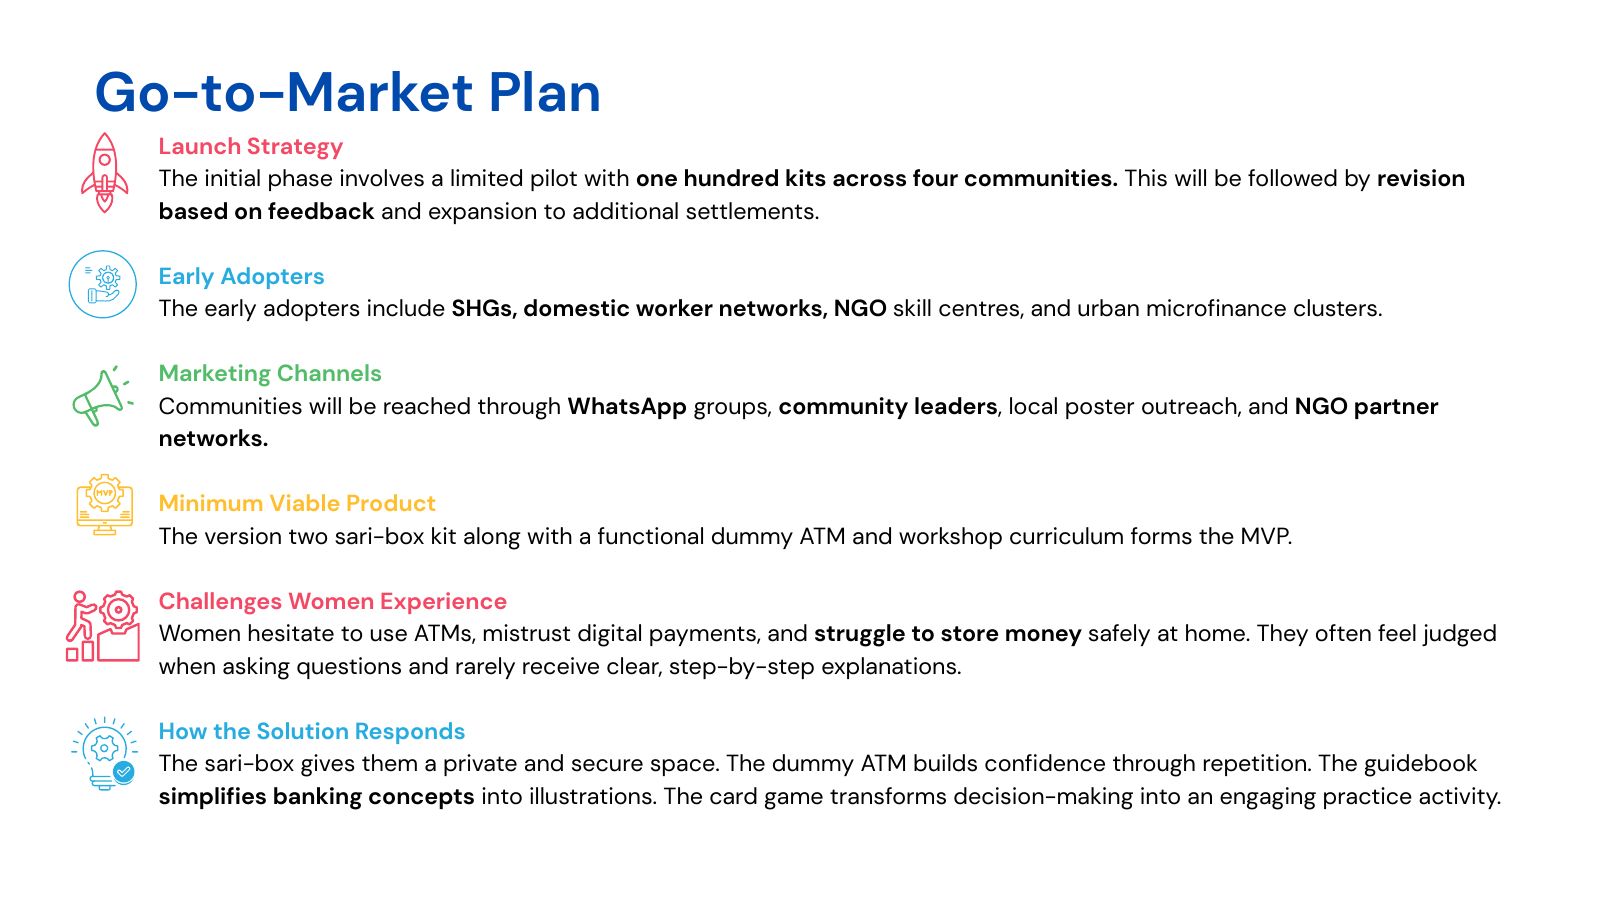 Go-to-Market Plan
Launch Strategy
The initial phase involves a limited pilot with one hundred kits across four communities. This will be followed by revision
based on feedback and expansion to additional settlements.
Early Adopters
The early adopters include SHGs, domestic worker networks, NGO skill centres, and urban microfinance clusters.
Marketing Channels
Communities will be reached through WhatsApp groups, community leaders, local poster outreach, and NGO partner
networks.
MVP
Minimum Viable Product
The version two sari-box kit along with a functional dummy ATM and workshop curriculum forms the MVP.
Challenges Women Experience
Women hesitate to use ATMs, mistrust digital payments, and struggle to store money safely at home. They often feel judged
when asking questions and rarely receive clear, step-by-step explanations.
How the Solution Responds
The sari-box gives them a private and secure space. The dummy ATM builds confidence through repetition. The guidebook
simplifies banking concepts into illustrations. The card game transforms decision-making into an engaging practice activity.